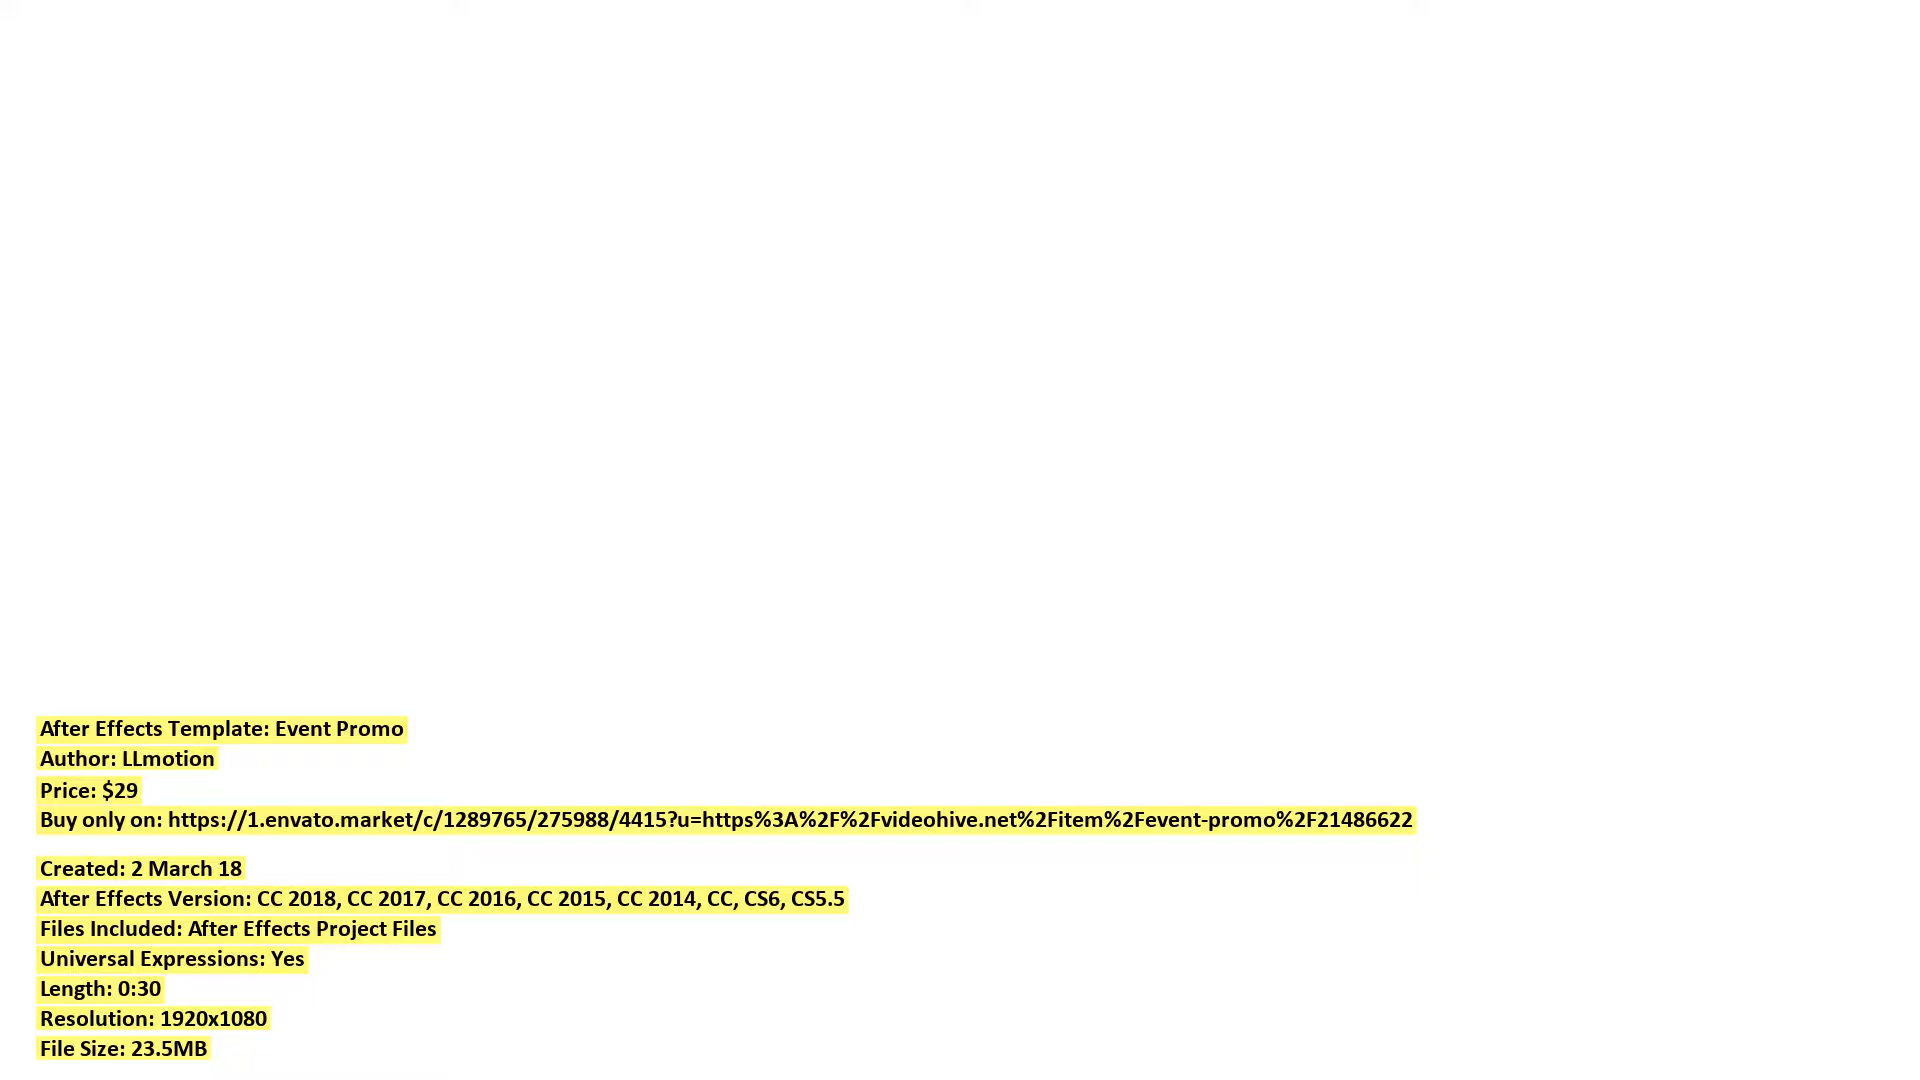 After Effects Template: Event Promo
Author: LLmotion
Price: $29
Buy only on: https://1.envato.market/c/1289765/275988/4415?u=https%3A%2F%2Fvideohive.net%2Fitem%2Fevent-promo%2F21486622
Created: 2 March 18
After Effects Version: CC 2018, CC 2017, CC 2016, CC 2015, CC 2014, CC, CS6, CS5.5
Files Included: After Effects Project Files
Universal Expressions: Yes
Length: 0:30
Resolution: 1920x1080
File Size: 23.5MB